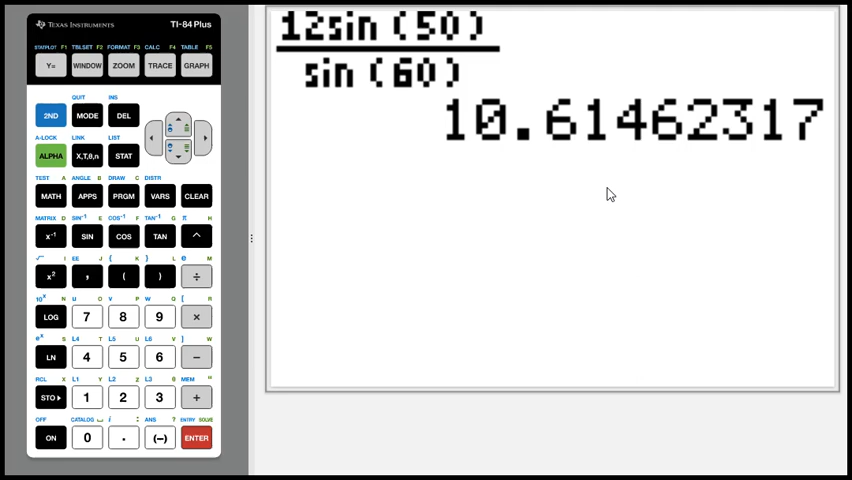 TEXAS INSTRUMENTS TI-84 Plus
STATPLOT F1 TBLSET F2 FORMAT F3 CALC F4 TABLE F5
Y= WINDOW ZOOM TRACE GRAPH
QUIT INS
2ND MODE DEL
A-LOCK LINK LIST
ALPHA X,T,θ,n STAT
TEST A ANGLE B DRAW C DISTR
MATH APPS PRGM VARS CLEAR
MATRIX D SIN⁻¹ E COS⁻¹ F TAN⁻¹ G π H
x⁻¹ SIN COS TAN ^
√ I EE J { K } L e M
x² , ( ) ÷
10ˣ N u O v P w Q [ R
LOG 7 8 9 ×
eˣ S L4 T L5 U L6 V ] W
LN 4 5 6 −
RCL X L1 Y L2 Z L3 θ MEM "
STO▶ 1 2 3 +
OFF CATALOG ⎵ i : ANS ? ENTRY SOLVE
ON 0 . (−) ENTER
12sin(50)
sin(60)
10.61462317